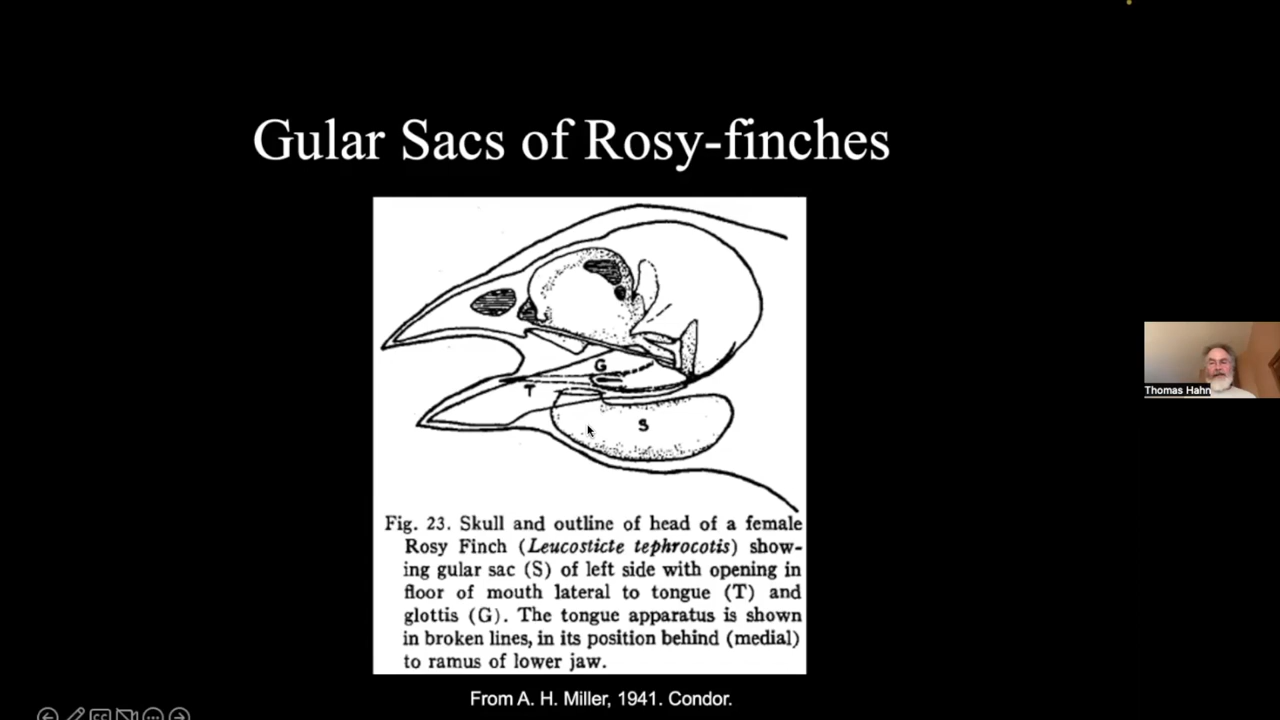 Gular Sacs of Rosy-finches
G
T
S
Fig. 23. Skull and outline of head of a female
Rosy Finch (Leucosticte tephrocotis) show-
ing gular sac (S) of left side with opening in
floor of mouth lateral to tongue (T) and
glottis (G). The tongue apparatus is shown
in broken lines, in its position behind (medial)
to ramus of lower jaw.
From A. H. Miller, 1941. Condor.
Thomas Hahn
CC